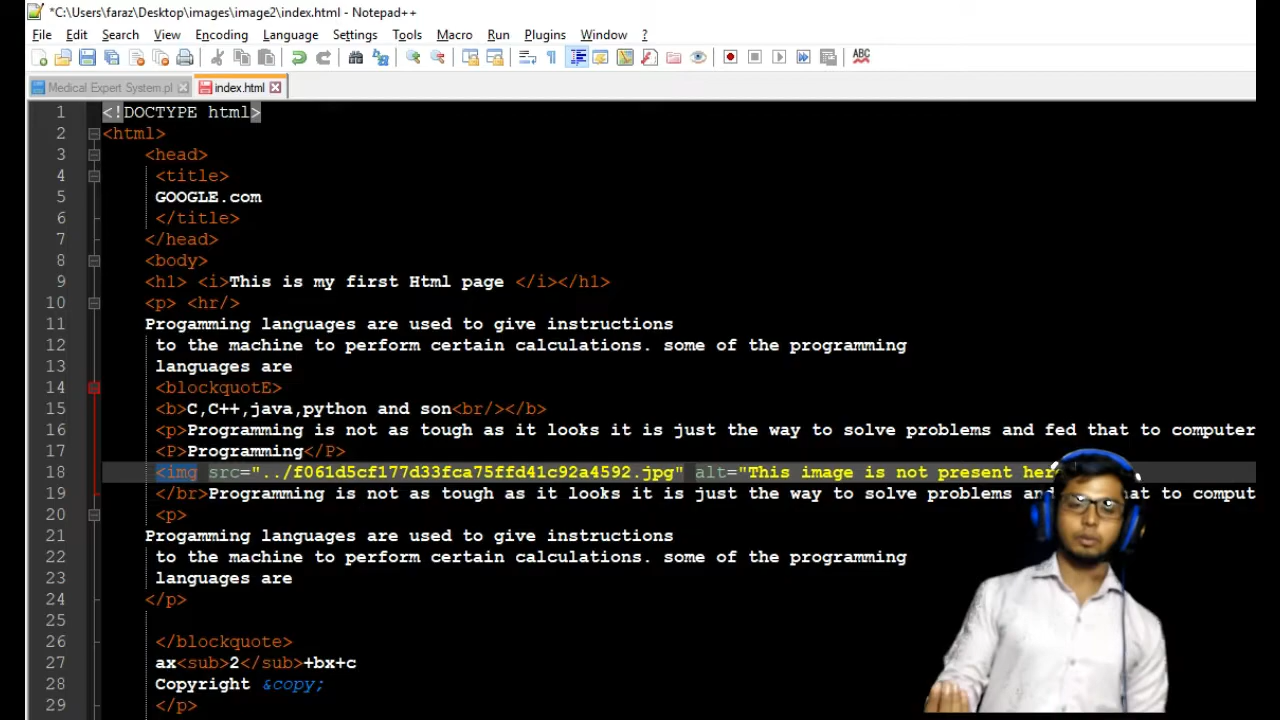 *C:\Users\faraz\Desktop\images\image2\index.html - Notepad++
File Edit Search View Encoding Language Settings Tools Macro Run Plugins Window ?
ABC
Medical Expert System.pl index.html
1 <!DOCTYPE html>
2 <html>
3 <head>
4 <title>
5 GOOGLE.com
6 </title>
7 </head>
8 <body>
9 <h1> <i>This is my first Html page </i></h1>
10 <p> <hr/>
11 Progamming languages are used to give instructions
12 to the machine to perform certain calculations. some of the programming
13 languages are
14 <blockquotE>
15 <b>C,C++,java,python and son<br/></b>
16 <p>Programming is not as tough as it looks it is just the way to solve problems and fed that to computer
17 <P>Programming</P>
18 <img src="../f061d5cf177d33fca75ffd41c92a4592.jpg" alt="This image is not present her
19 </br>Programming is not as tough as it looks it is just the way to solve problems and at to comput
20 <p>
21 Progamming languages are used to give instructions
22 to the machine to perform certain calculations. some of the programming
23 languages are
24 </p>
25
26 </blockquote>
27 ax<sub>2</sub>+bx+c
28 Copyright &copy;
29 </p>